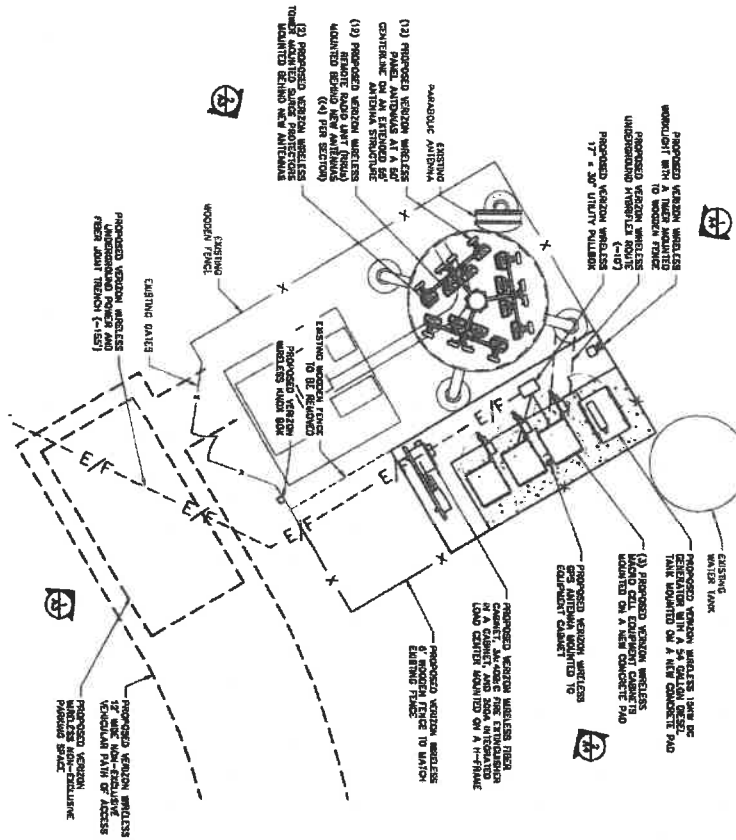 (2) PROPOSED VERIZON WIRELESS
TOWER MOUNTED SURGE PROTECTORS
MOUNTED BEHIND NEW ANTENNAS
(12) PROPOSED VERIZON WIRELESS
REMOTE RADIO UNIT (RRUs)
MOUNTED BEHIND NEW ANTENNAS
((4) PER SECTOR)
(12) PROPOSED VERIZON WIRELESS
PANEL ANTENNAS AT A 50'
CENTERLINE ON AN EXTENDED 55'
ANTENNA STRUCTURE
EXISTING
PARABOLIC ANTENNA
PROPOSED VERIZON WIRELESS
17" x 30" UTILITY PULLBOX
PROPOSED VERIZON WIRELESS
UNDERGROUND HYBRIFLEX ROUTE
(~10')
PROPOSED VERIZON WIRELESS
WORKLIGHT WITH A TIMER MOUNTED
TO WOODEN FENCE
EXISTING
WOODEN FENCE
EXISTING GATES
PROPOSED VERIZON WIRELESS
UNDERGROUND POWER AND
FIBER JOINT TRENCH (~155')
EXISTING WOODEN FENCE
TO BE REMOVED
PROPOSED VERIZON
WIRELESS KNOX BOX
E/F
E/F
E/F
E
E
E
EXISTING
WATER TANK
PROPOSED VERIZON WIRELESS 15KW DC
GENERATOR WITH A 54 GALLON DIESEL
TANK MOUNTED ON A NEW CONCRETE PAD
(3) PROPOSED VERIZON WIRELESS
MACRO CELL EQUIPMENT CABINETS
MOUNTED ON A NEW CONCRETE PAD
PROPOSED VERIZON WIRELESS
GPS ANTENNA MOUNTED TO
EQUIPMENT CABINET
PROPOSED VERIZON WIRELESS FIBER
CABINET, FIRE EXTINGUISHER
IN A CABINET, AND 200A INTEGRATED
LOAD CENTER MOUNTED ON A H-FRAME
PROPOSED VERIZON WIRELESS
6' WOODEN FENCE TO MATCH
EXISTING FENCE
PROPOSED VERIZON WIRELESS
12' WIDE NON-EXCLUSIVE
VEHICULAR PATH OF ACCESS
PROPOSED VERIZON
WIRELESS NON-EXCLUSIVE
PARKING SPACE